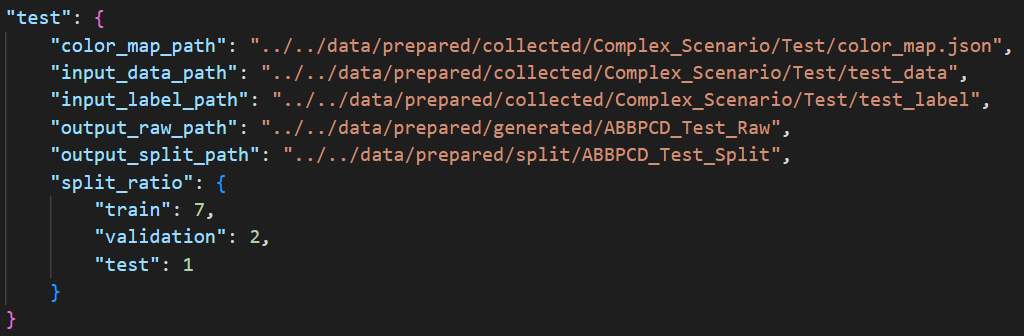 "test": {
"color_map_path": "../../data/prepared/collected/Complex_Scenario/Test/color_map.json",
"input_data_path": "../../data/prepared/collected/Complex_Scenario/Test/test_data",
"input_label_path": "../../data/prepared/collected/Complex_Scenario/Test/test_label",
"output_raw_path": "../../data/prepared/generated/ABBPCD_Test_Raw",
"output_split_path": "../../data/prepared/split/ABBPCD_Test_Split",
"split_ratio": {
"train": 7,
"validation": 2,
"test": 1
}
}